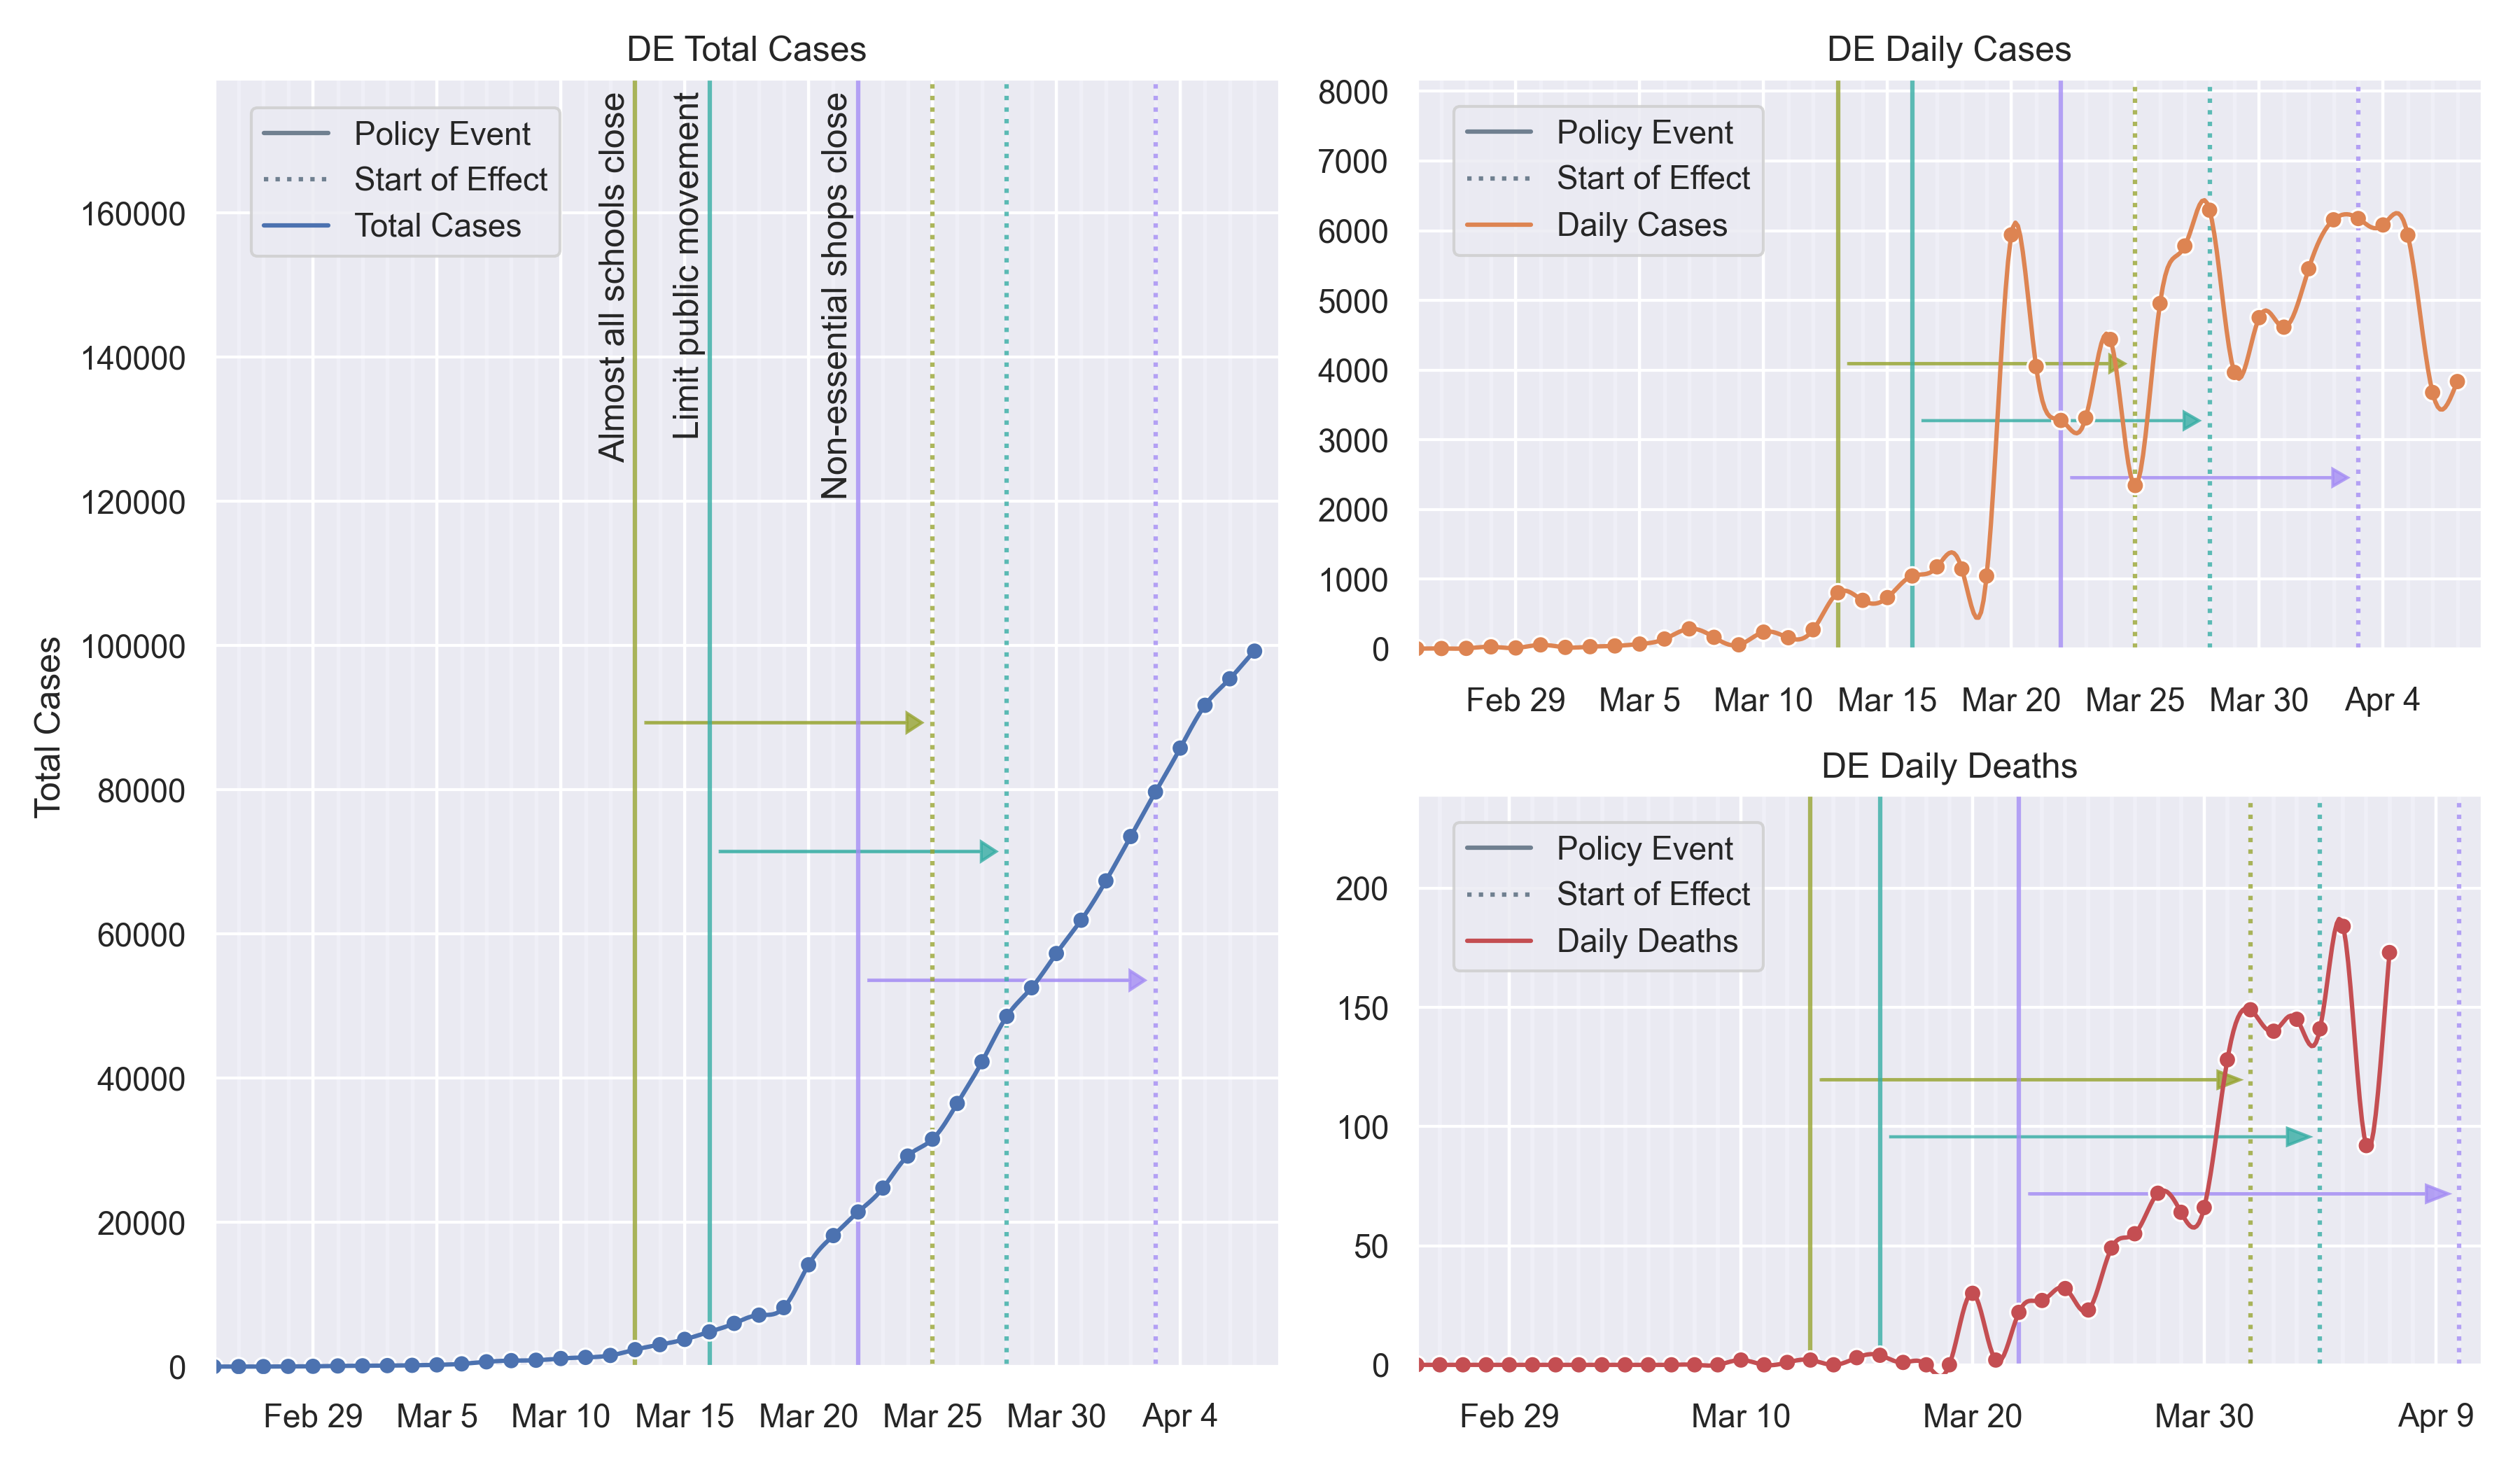 DE Total Cases
Policy Event
Start of Effect
Total Cases
Almost all schools close
Limit public movement
Non-essential shops close
Total Cases
160000
140000
120000
100000
80000
60000
40000
20000
0
Feb 29 Mar 5 Mar 10 Mar 15 Mar 20 Mar 25 Mar 30 Apr 4
DE Daily Cases
Policy Event
Start of Effect
Daily Cases
8000
7000
6000
5000
4000
3000
2000
1000
0
Feb 29 Mar 5 Mar 10 Mar 15 Mar 20 Mar 25 Mar 30 Apr 4
DE Daily Deaths
Policy Event
Start of Effect
Daily Deaths
200
150
100
50
0
Feb 29 Mar 10 Mar 20 Mar 30 Apr 9